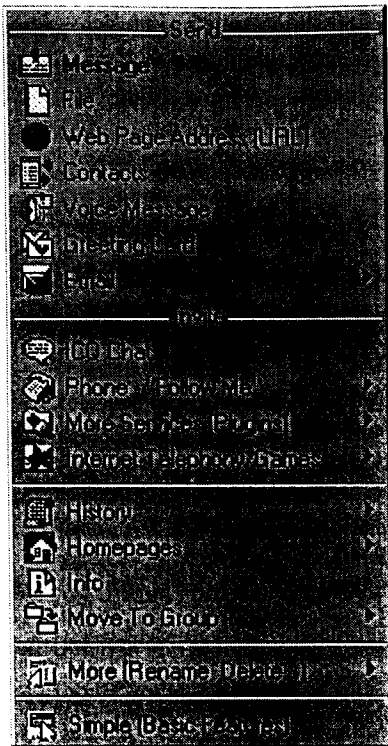 Send
Message
File
Web Page Address (URL)
Contacts
Voice Message
Greeting Card
Email
Invite
ICQ Chat
Phone - "Follow Me"
More Services (Plugins)
Internet Telephony/Games
History
Homepages
Info
Move To Group
More (Rename, Delete...)
Simple (Basic Features)